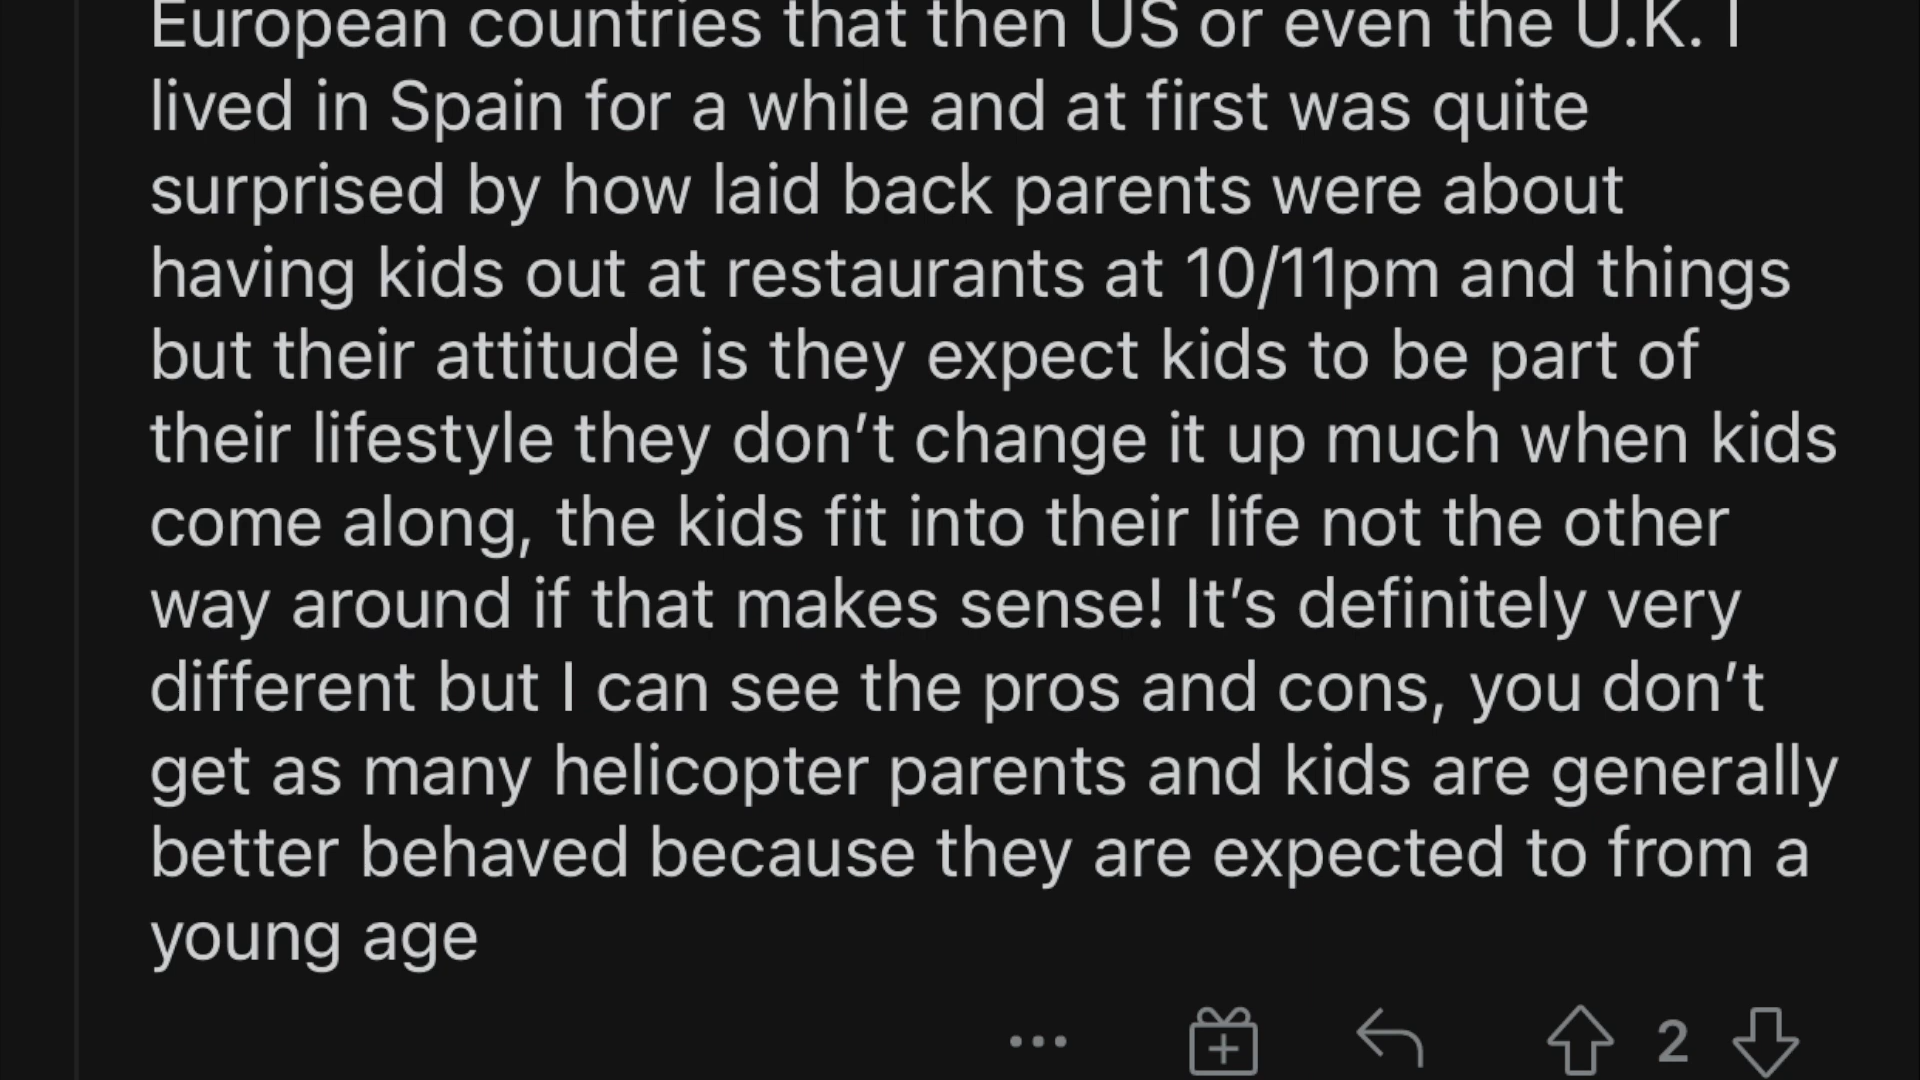 European countries that then US or even the U.K. I
lived in Spain for a while and at first was quite
surprised by how laid back parents were about
having kids out at restaurants at 10/11pm and things
but their attitude is they expect kids to be part of
their lifestyle they don’t change it up much when kids
come along, the kids fit into their life not the other
way around if that makes sense! It’s definitely very
different but I can see the pros and cons, you don’t
get as many helicopter parents and kids are generally
better behaved because they are expected to from a
young age
2